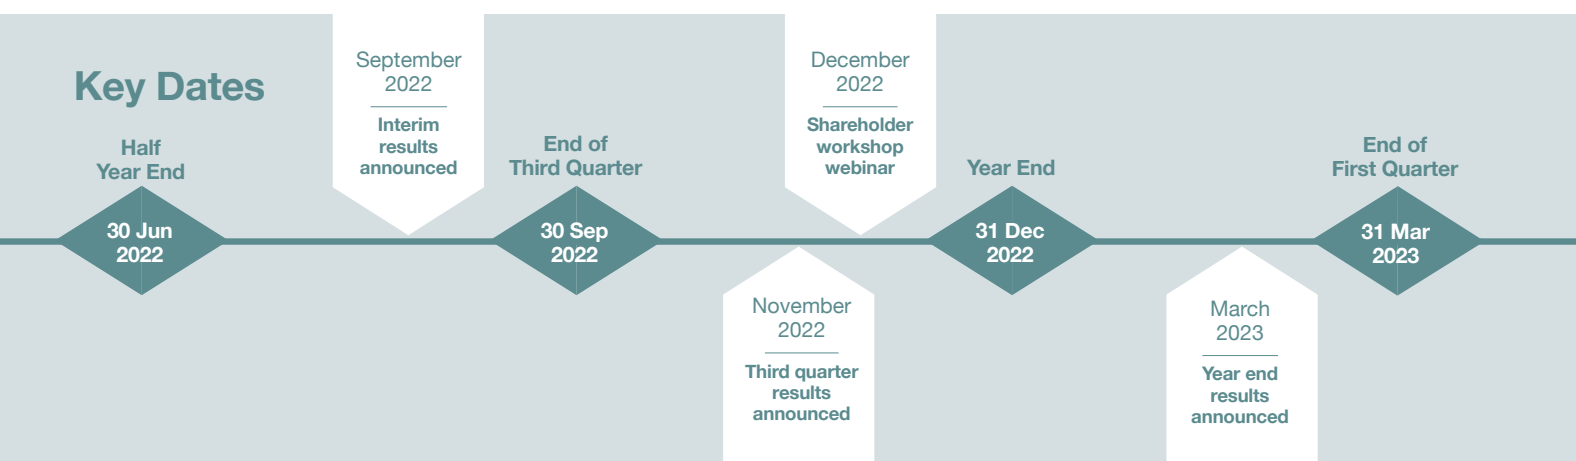 Key Dates
Half
Year End
30 Jun
2022
September
2022
Interim
results
announced
End of
Third Quarter
30 Sep
2022
November
2022
Third quarter
results
announced
December
2022
Shareholder
workshop
webinar
Year End
31 Dec
2022
March
2023
Year end
results
announced
End of
First Quarter
31 Mar
2023